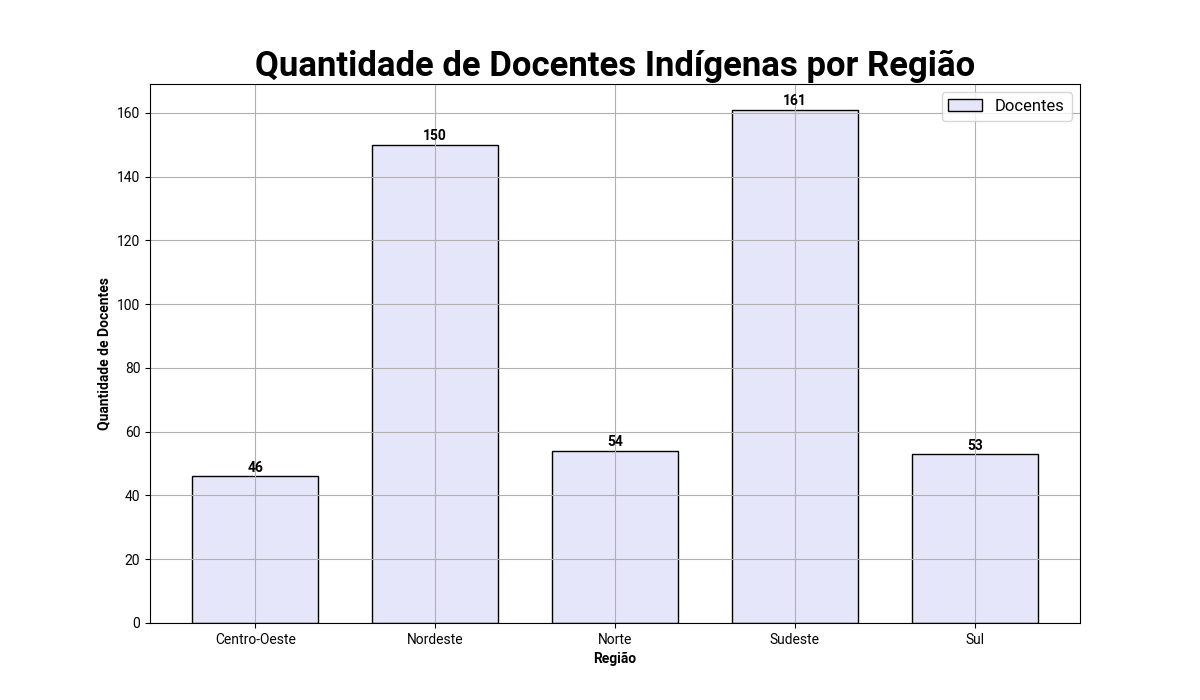 Quantidade de Docentes Indígenas por Região
Docentes
160
140
120
100
80
60
40
20
0
Quantidade de Docentes
46
150
54
161
53
Centro-Oeste
Nordeste
Norte
Sudeste
Sul
Região